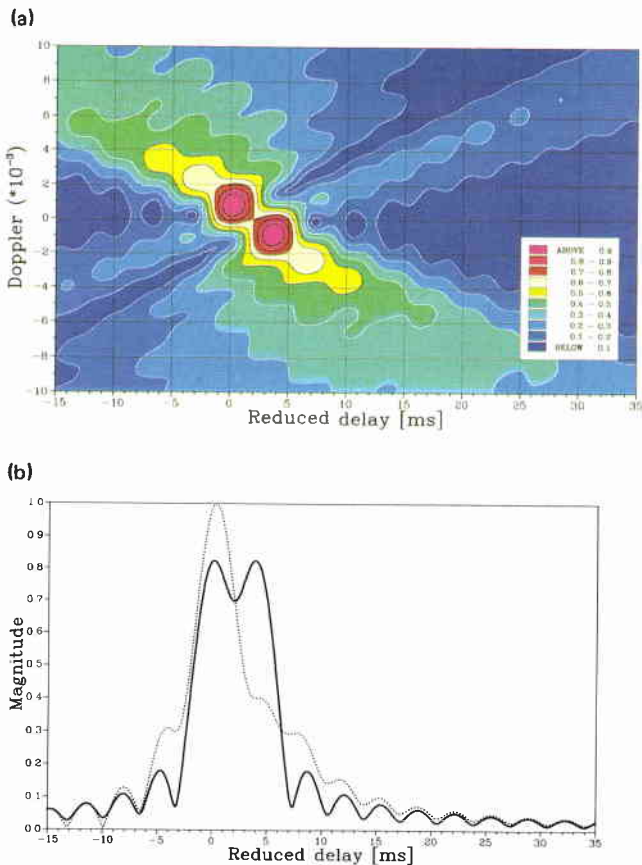 (a)
10
8
6
4
2
0
-2
-4
-6
-8
-10
Doppler (*10⁻³)
ABOVE 0.9
0.8 - 0.9
0.7 - 0.8
0.6 - 0.7
0.5 - 0.6
0.4 - 0.5
0.3 - 0.4
0.2 - 0.3
0.1 - 0.2
BELOW 0.1
-15 -10 -5 0 5 10 15 20 25 30 35
Reduced delay [ms]
(b)
1.0
0.9
0.8
0.7
0.6
0.5
0.4
0.3
0.2
0.1
0.0
Magnitude
-15 -10 -5 0 5 10 15 20 25 30 35
Reduced delay [ms]